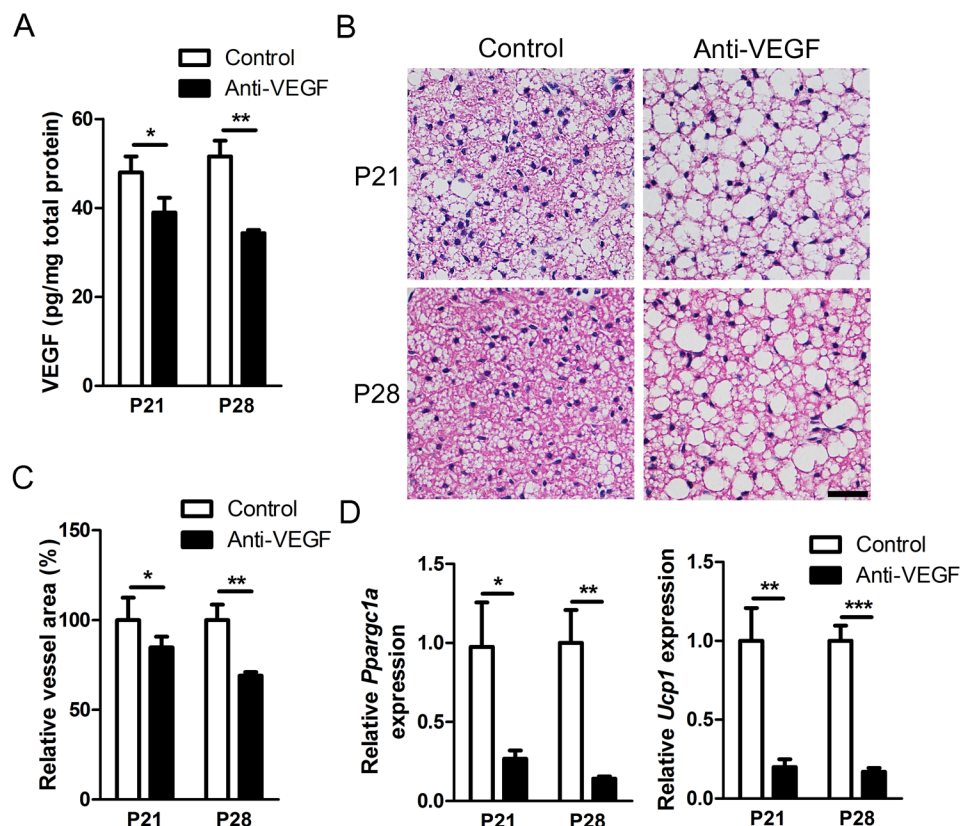 A
Control
Anti-VEGF
VEGF (pg/mg total protein)
60
40
20
0
*
**
P21
P28
B
Control
Anti-VEGF
P21
P28
C
Control
Anti-VEGF
Relative vessel area (%)
150
100
50
0
*
**
P21
P28
D
Relative Ppargc1a
expression
1.5
1.0
0.5
0.0
*
**
P21
P28
Control
Anti-VEGF
Relative Ucp1 expression
1.5
1.0
0.5
0.0
**
***
P21
P28